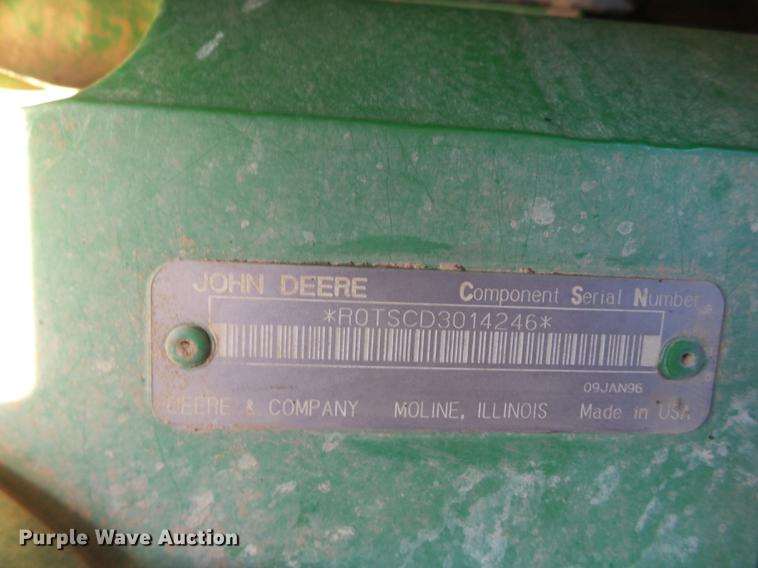 JOHN DEERE Component Serial Number
*R0TSCD3014246*
09JAN96
DEERE & COMPANY MOLINE, ILLINOIS Made in USA
Purple Wave Auction